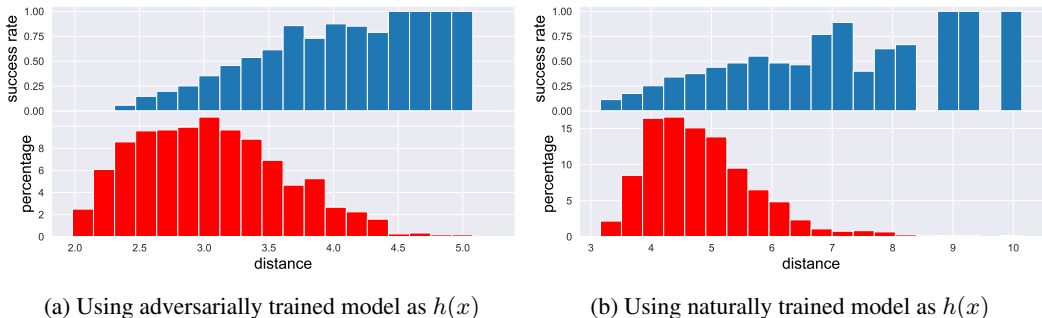 success rate
1.00
0.75
0.50
0.25
0.00
percentage
8
6
4
2
0
2.0 2.5 3.0 3.5 4.0 4.5 5.0
distance
(a) Using adversarially trained model as h(x)
success rate
1.00
0.75
0.50
0.25
0.00
percentage
15
10
5
0
3 4 5 6 7 8 9 10
distance
(b) Using naturally trained model as h(x)